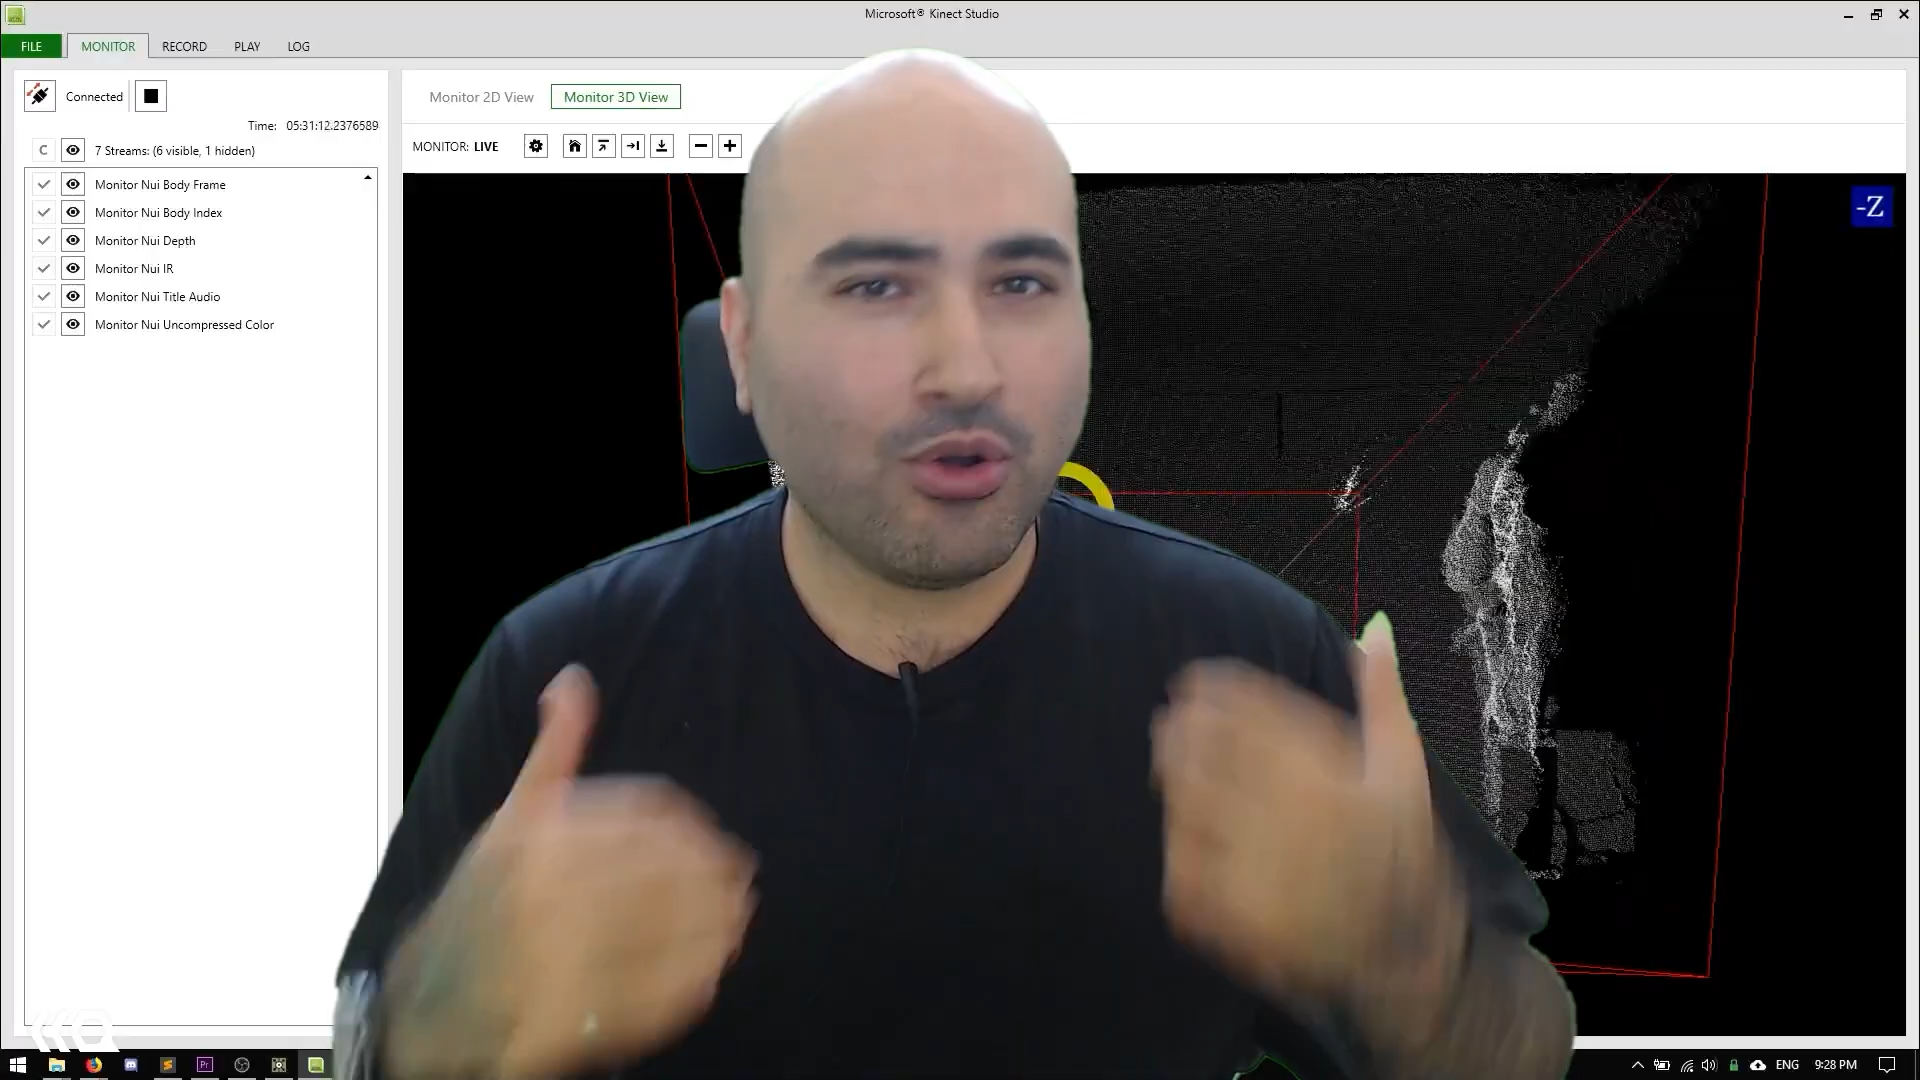 Microsoft® Kinect Studio
FILE MONITOR RECORD PLAY LOG
Connected
Monitor 2D View Monitor 3D View
Time: 05:31:12.2376589
MONITOR: LIVE
C 7 Streams: (6 visible, 1 hidden)
Monitor Nui Body Frame
Monitor Nui Body Index
Monitor Nui Depth
Monitor Nui IR
Monitor Nui Title Audio
Monitor Nui Uncompressed Color
-Z
Pr
ENG 9:28 PM